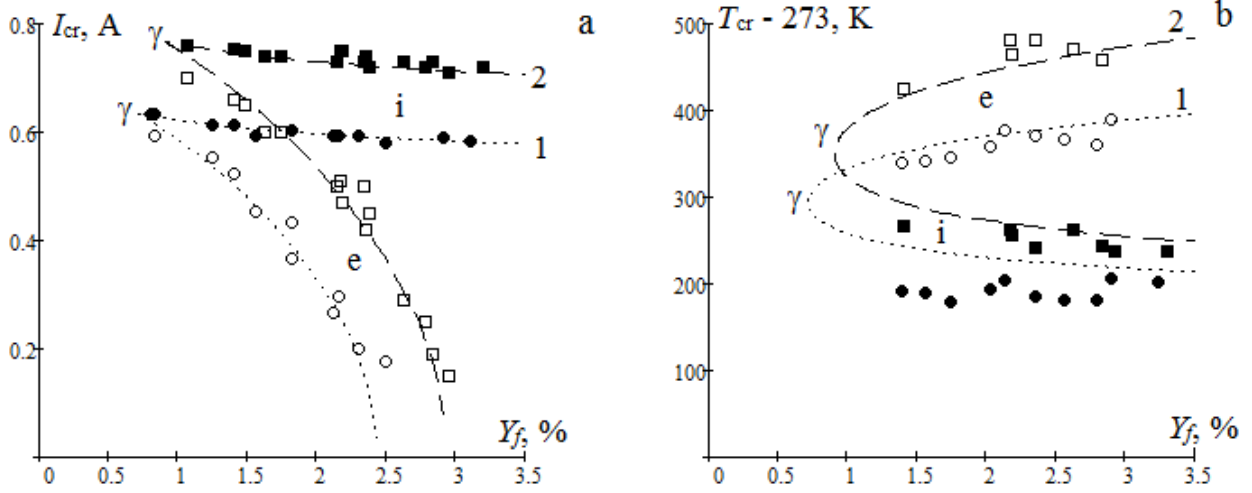 I_cr, A
a
0.8
γ
2
i
0.6
γ
1
0.4
e
0.2
Y_f, %
0 0.5 1 1.5 2 2.5 3 3.5
T_cr - 273, K
b
500
2
400
e
1
γ
300
γ
i
200
100
Y_f, %
0 0.5 1 1.5 2 2.5 3 3.5